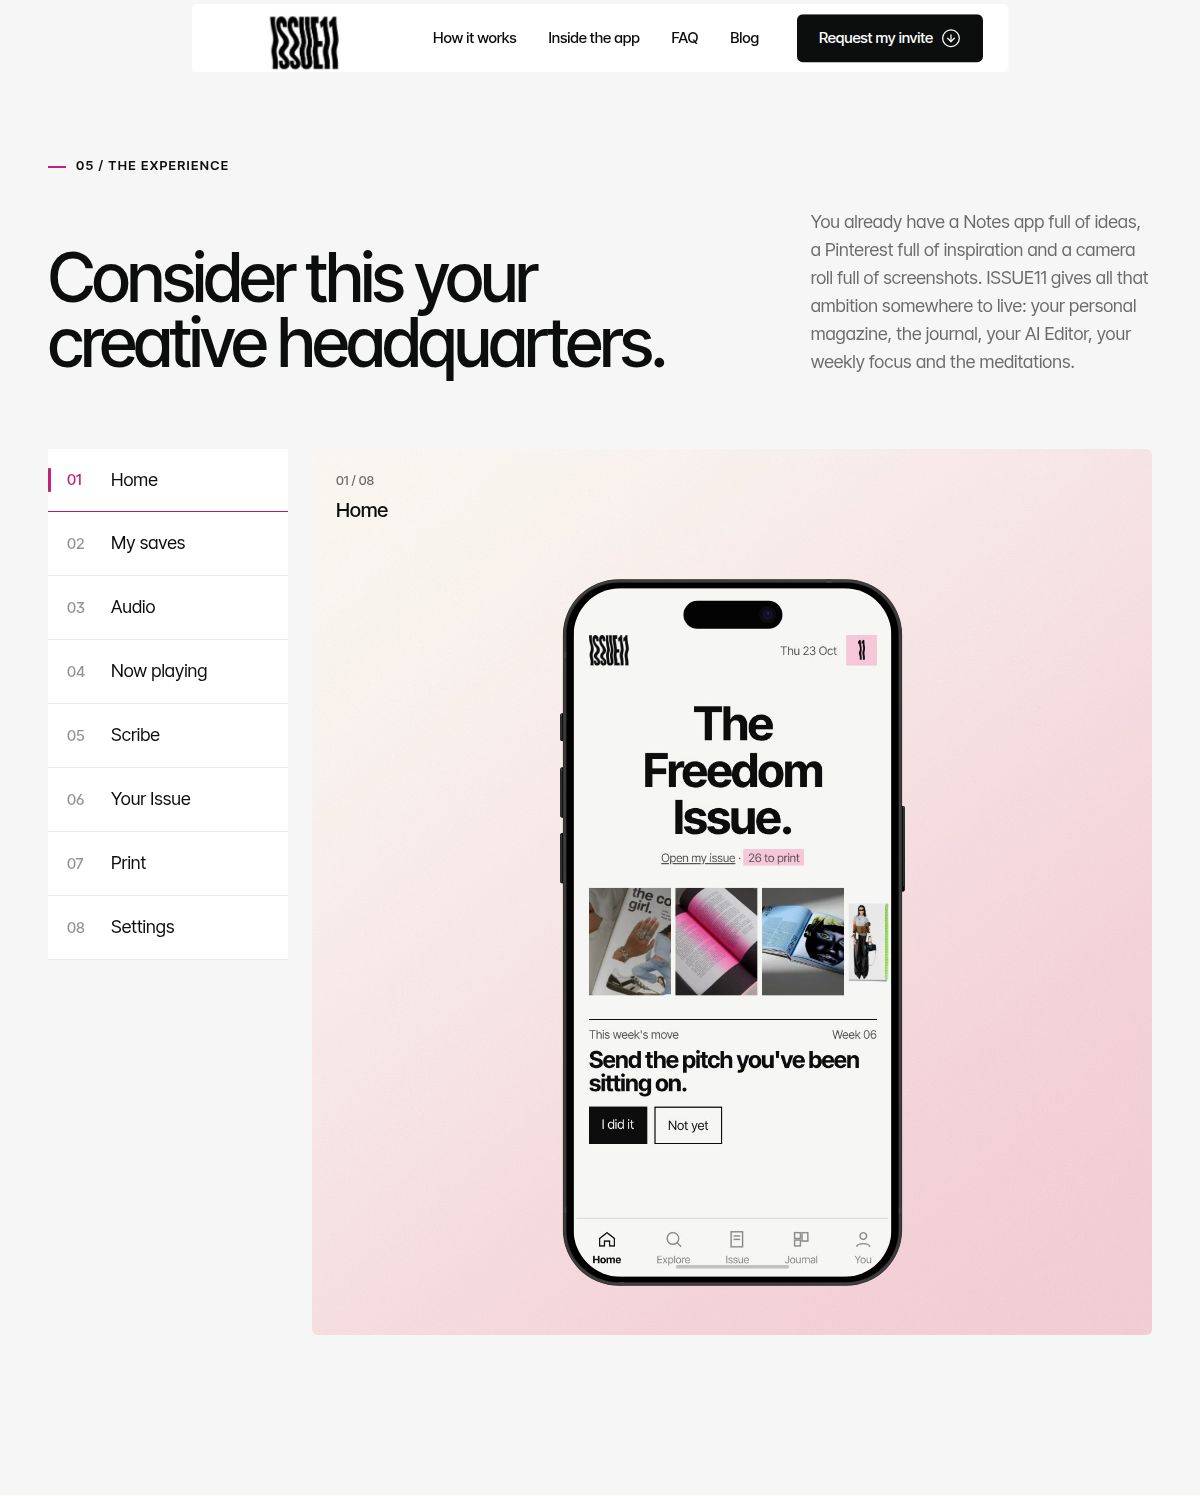 ISSUE11
How it works
Inside the app
FAQ
Blog
Request my invite
05 / THE EXPERIENCE
Consider this your
creative headquarters.
You already have a Notes app full of ideas,
a Pinterest full of inspiration and a camera
roll full of screenshots. ISSUE11 gives all that
ambition somewhere to live: your personal
magazine, the journal, your AI Editor, your
weekly focus and the meditations.
01 Home
02 My saves
03 Audio
04 Now playing
05 Scribe
06 Your Issue
07 Print
08 Settings
01 / 08
Home
ISSUE11
Thu 23 Oct
11
The
Freedom
Issue.
Open my issue · 26 to print
the co
girl.
This week's move
Week 06
Send the pitch you've been
sitting on.
I did it
Not yet
Home
Explore
Issue
Journal
You